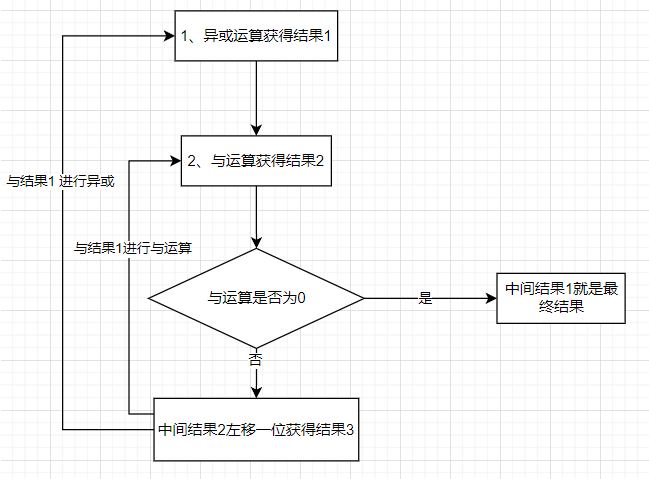 1、异或运算获得结果1
2、与运算获得结果2
与结果1 进行异或
与结果1进行与运算
与运算是否为0
是
中间结果1就是最
终结果
否
中间结果2左移一位获得结果3